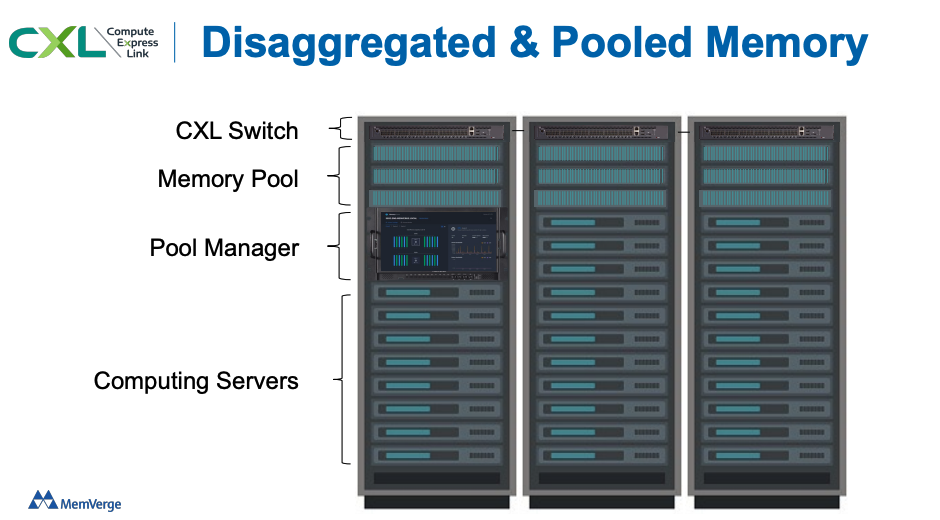 CXL
Compute
Express
Link
Disaggregated & Pooled Memory
CXL Switch
Memory Pool
Pool Manager
Computing Servers
MemVerge